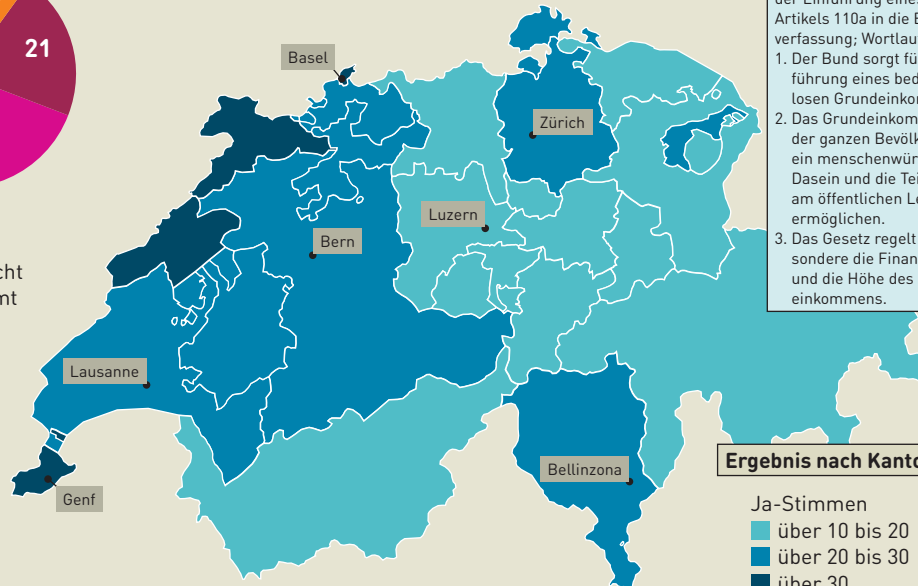 21
Basel
Zürich
Luzern
Bern
Lausanne
Genf
Bellinzona
Artikels 110a in die
verfassung; Wortlau
1. Der Bund sorgt fü
führung eines bed
losen Grundeinko
2. Das Grundeinkom
der ganzen Bevölk
ein menschenwür
Dasein und die Tei
am öffentlichen Le
ermöglichen.
3. Das Gesetz regelt
sondere die Finan
und die Höhe des
einkommens.
cht
mt
Ergebnis nach Kanto
Ja-Stimmen
über 10 bis 20
über 20 bis 30
über 30